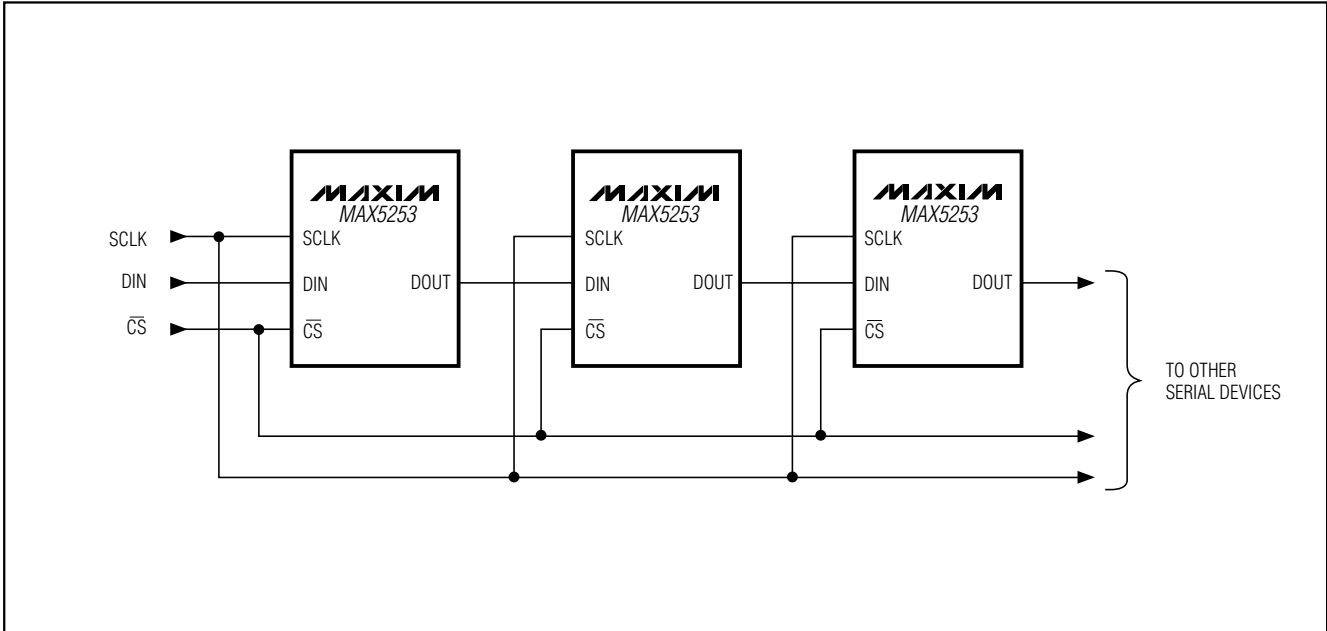 MAXIM
MAX5253
SCLK
DIN
DOUT
CS
MAXIM
MAX5253
SCLK
DIN
DOUT
CS
MAXIM
MAX5253
SCLK
DIN
DOUT
CS
SCLK
DIN
CS
TO OTHER
SERIAL DEVICES